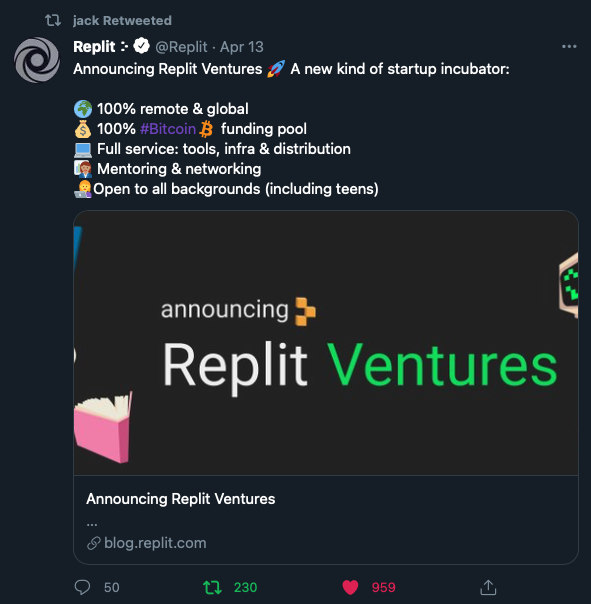 jack Retweeted
Replit @Replit · Apr 13
Announcing Replit Ventures 🚀 A new kind of startup incubator:
🌍 100% remote & global
💰 100% #Bitcoin funding pool
💻 Full service: tools, infra & distribution
👩‍💼 Mentoring & networking
👩‍💻Open to all backgrounds (including teens)
announcing
Replit Ventures
Announcing Replit Ventures
...
blog.replit.com
50 230 959